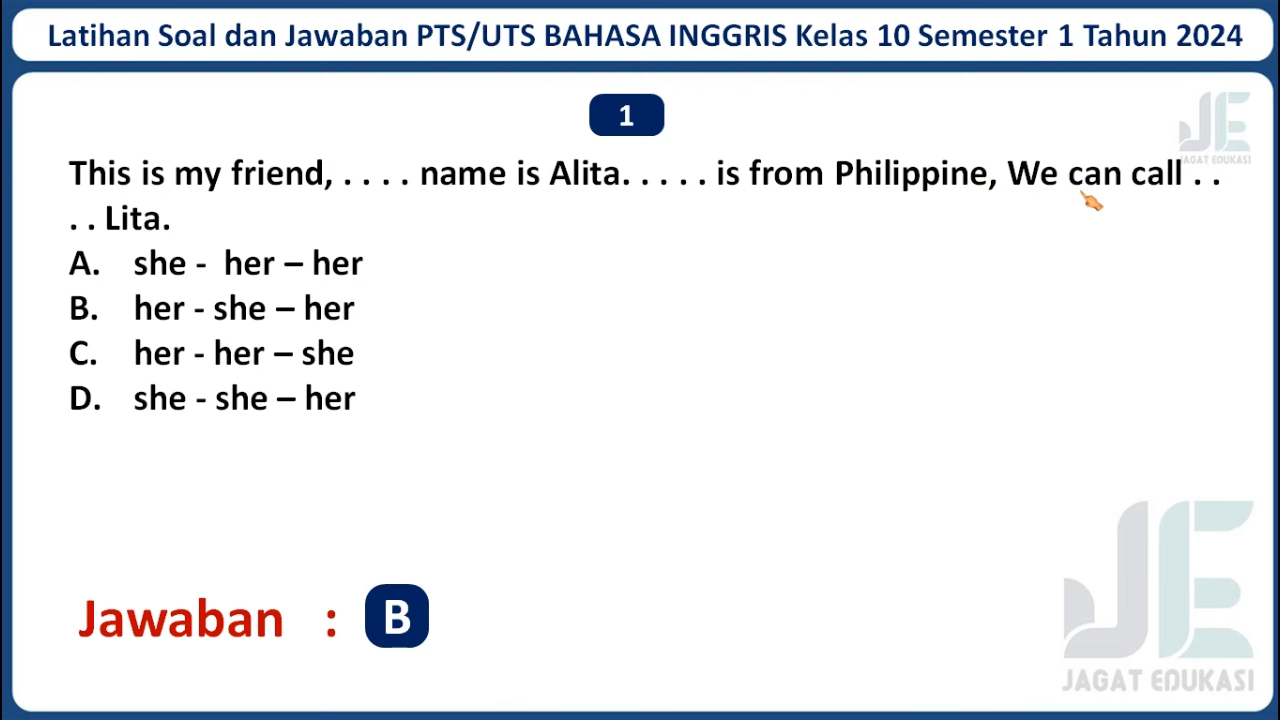 Latihan Soal dan Jawaban PTS/UTS BAHASA INGGRIS Kelas 10 Semester 1 Tahun 2024
1
JE
JAGAT EDUKASI
This is my friend, . . . . name is Alita. . . . . is from Philippine, We can call . .
. . Lita.
A. she - her – her
B. her - she – her
C. her - her – she
D. she - she – her
Jawaban : B
JE
JAGAT EDUKASI